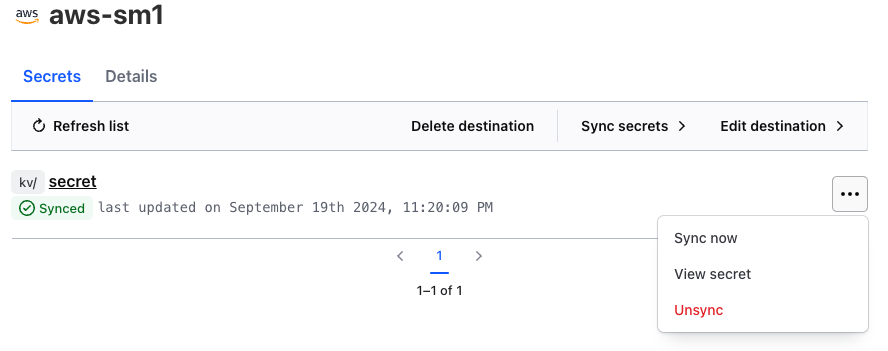 aws aws-sm1
Secrets Details
Refresh list Delete destination Sync secrets Edit destination
kv/ secret
Synced last updated on September 19th 2024, 11:20:09 PM
Sync now
View secret
Unsync
1
1–1 of 1